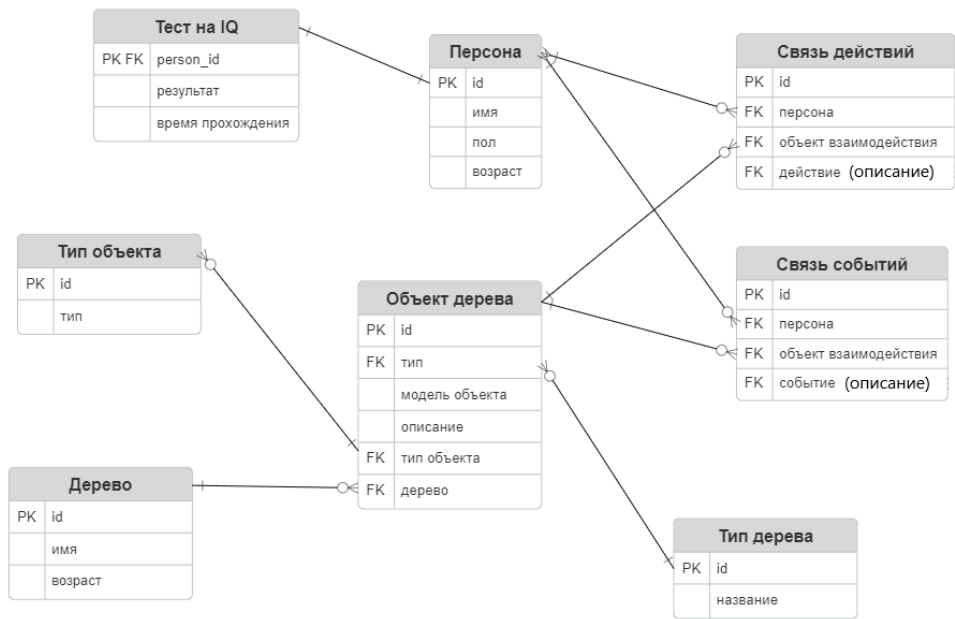 Тест на IQ
PK FK person_id
результат
время прохождения
Персона
PK id
имя
пол
возраст
Связь действий
PK id
FK персона
FK объект взаимодействия
FK действие (описание)
Тип объекта
PK id
тип
Объект дерева
PK id
FK тип
модель объекта
описание
FK тип объекта
FK дерево
Связь событий
PK id
FK персона
FK объект взаимодействия
FK событие (описание)
Дерево
PK id
имя
возраст
Тип дерева
PK id
название